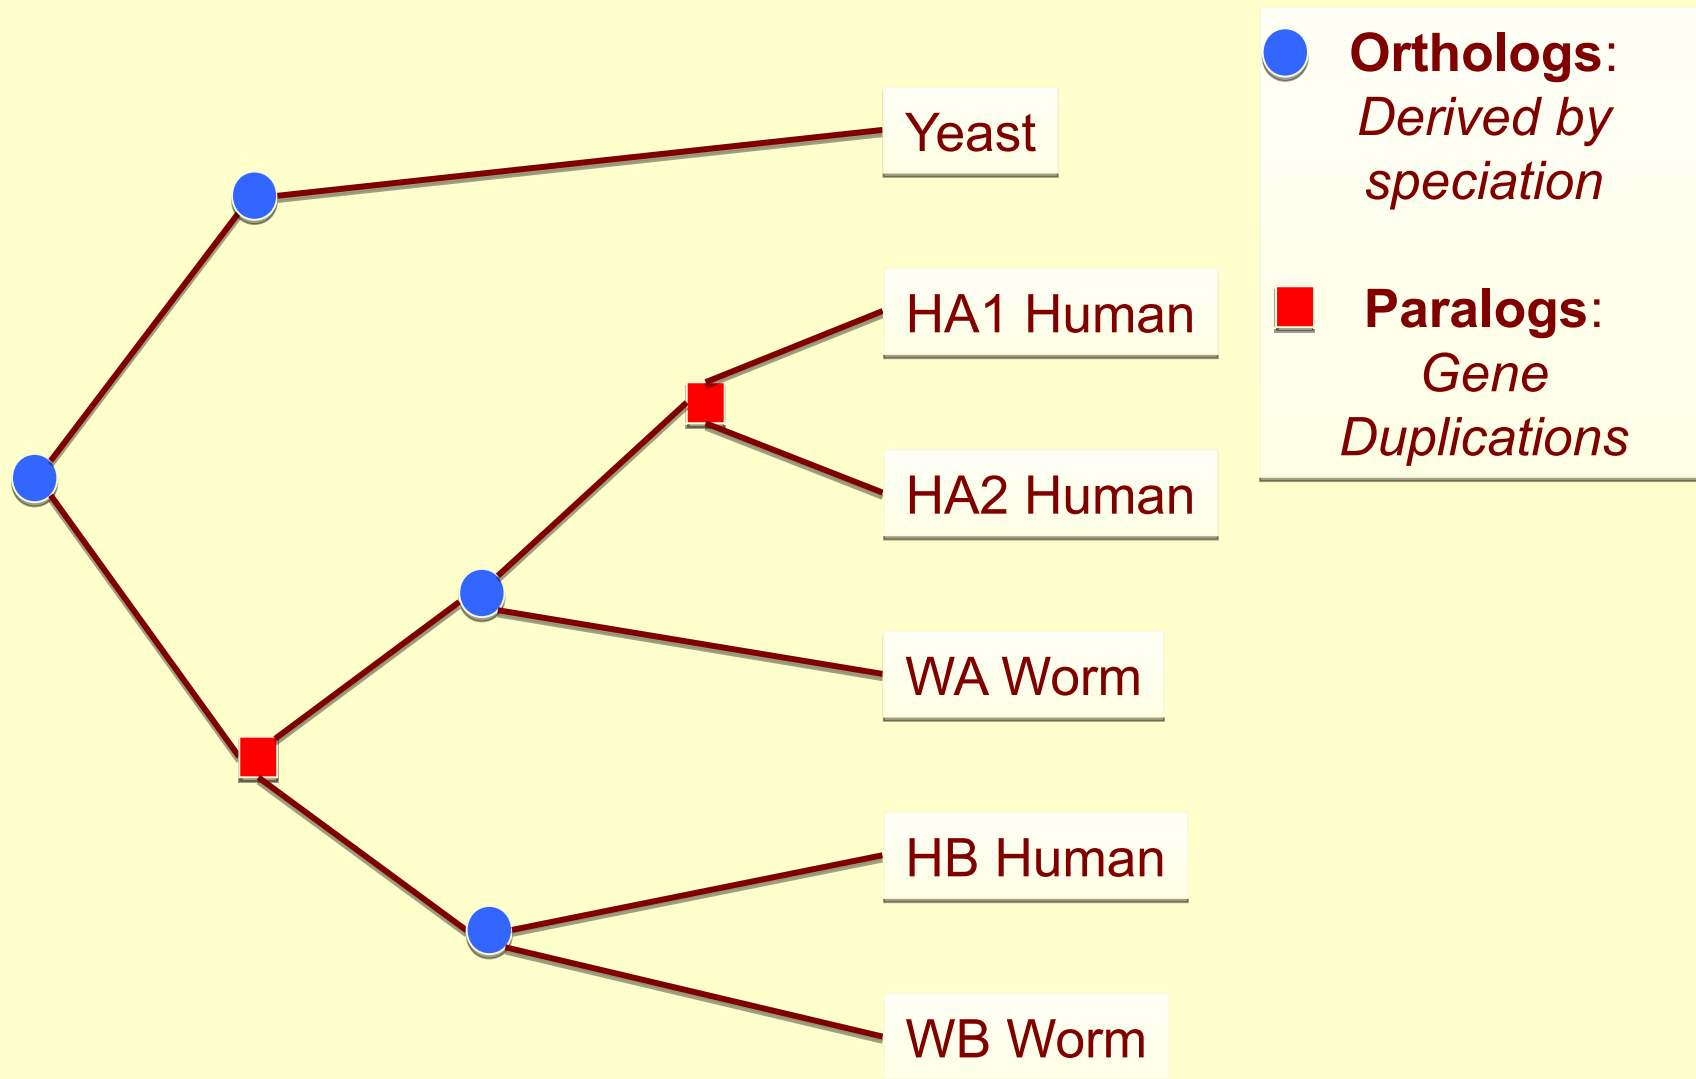 Yeast
HA1 Human
HA2 Human
WA Worm
HB Human
WB Worm
Orthologs:
Derived by
speciation
Paralogs:
Gene
Duplications